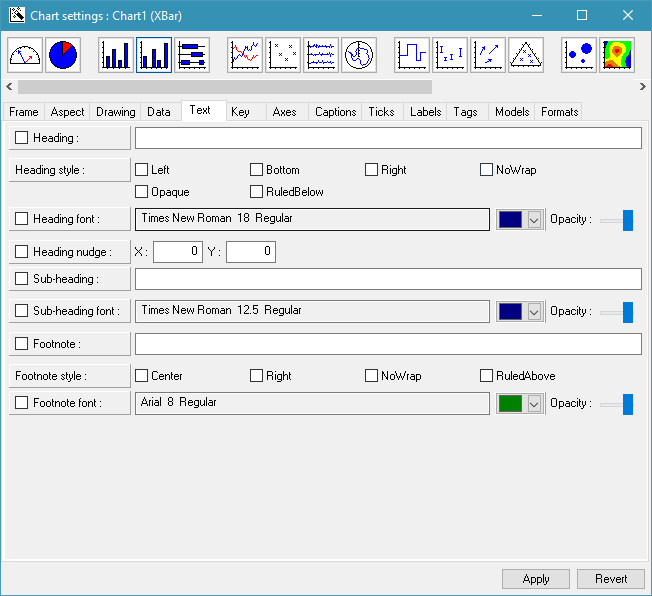 Chart settings : Chart1 (XBar)
Frame Aspect Drawing Data Text Key Axes Captions Ticks Labels Tags Models Formats
Heading :
Heading style : Left Bottom Right NoWrap
Opaque RuledBelow
Heading font : Times New Roman 18 Regular Opacity :
Heading nudge : X : 0 Y : 0
Sub-heading :
Sub-heading font : Times New Roman 12.5 Regular Opacity :
Footnote :
Footnote style : Center Right NoWrap RuledAbove
Footnote font : Arial 8 Regular Opacity :
Apply Revert